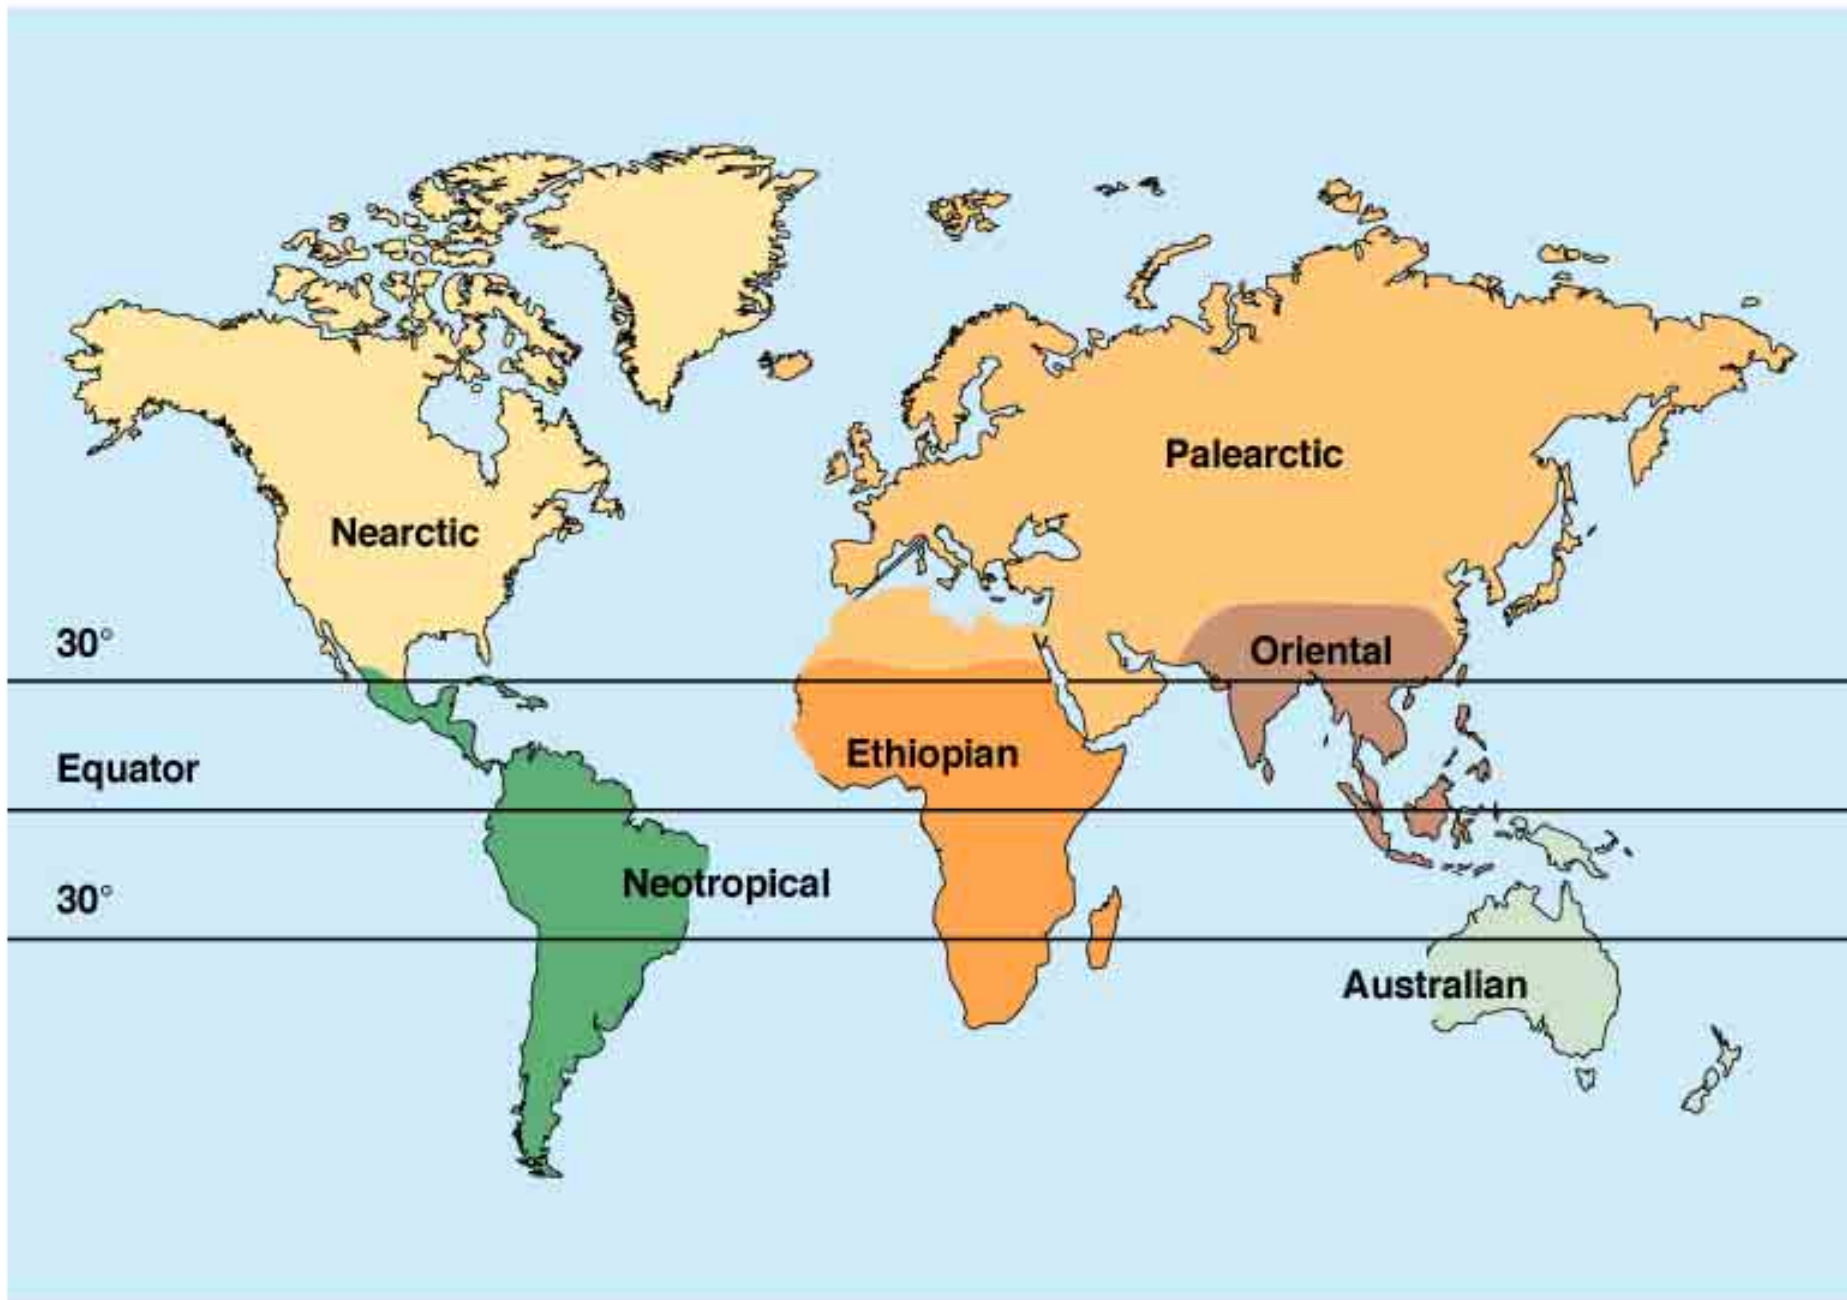 Palearctic
Nearctic
30°
Oriental
Ethiopian
Equator
Neotropical
30°
Australian